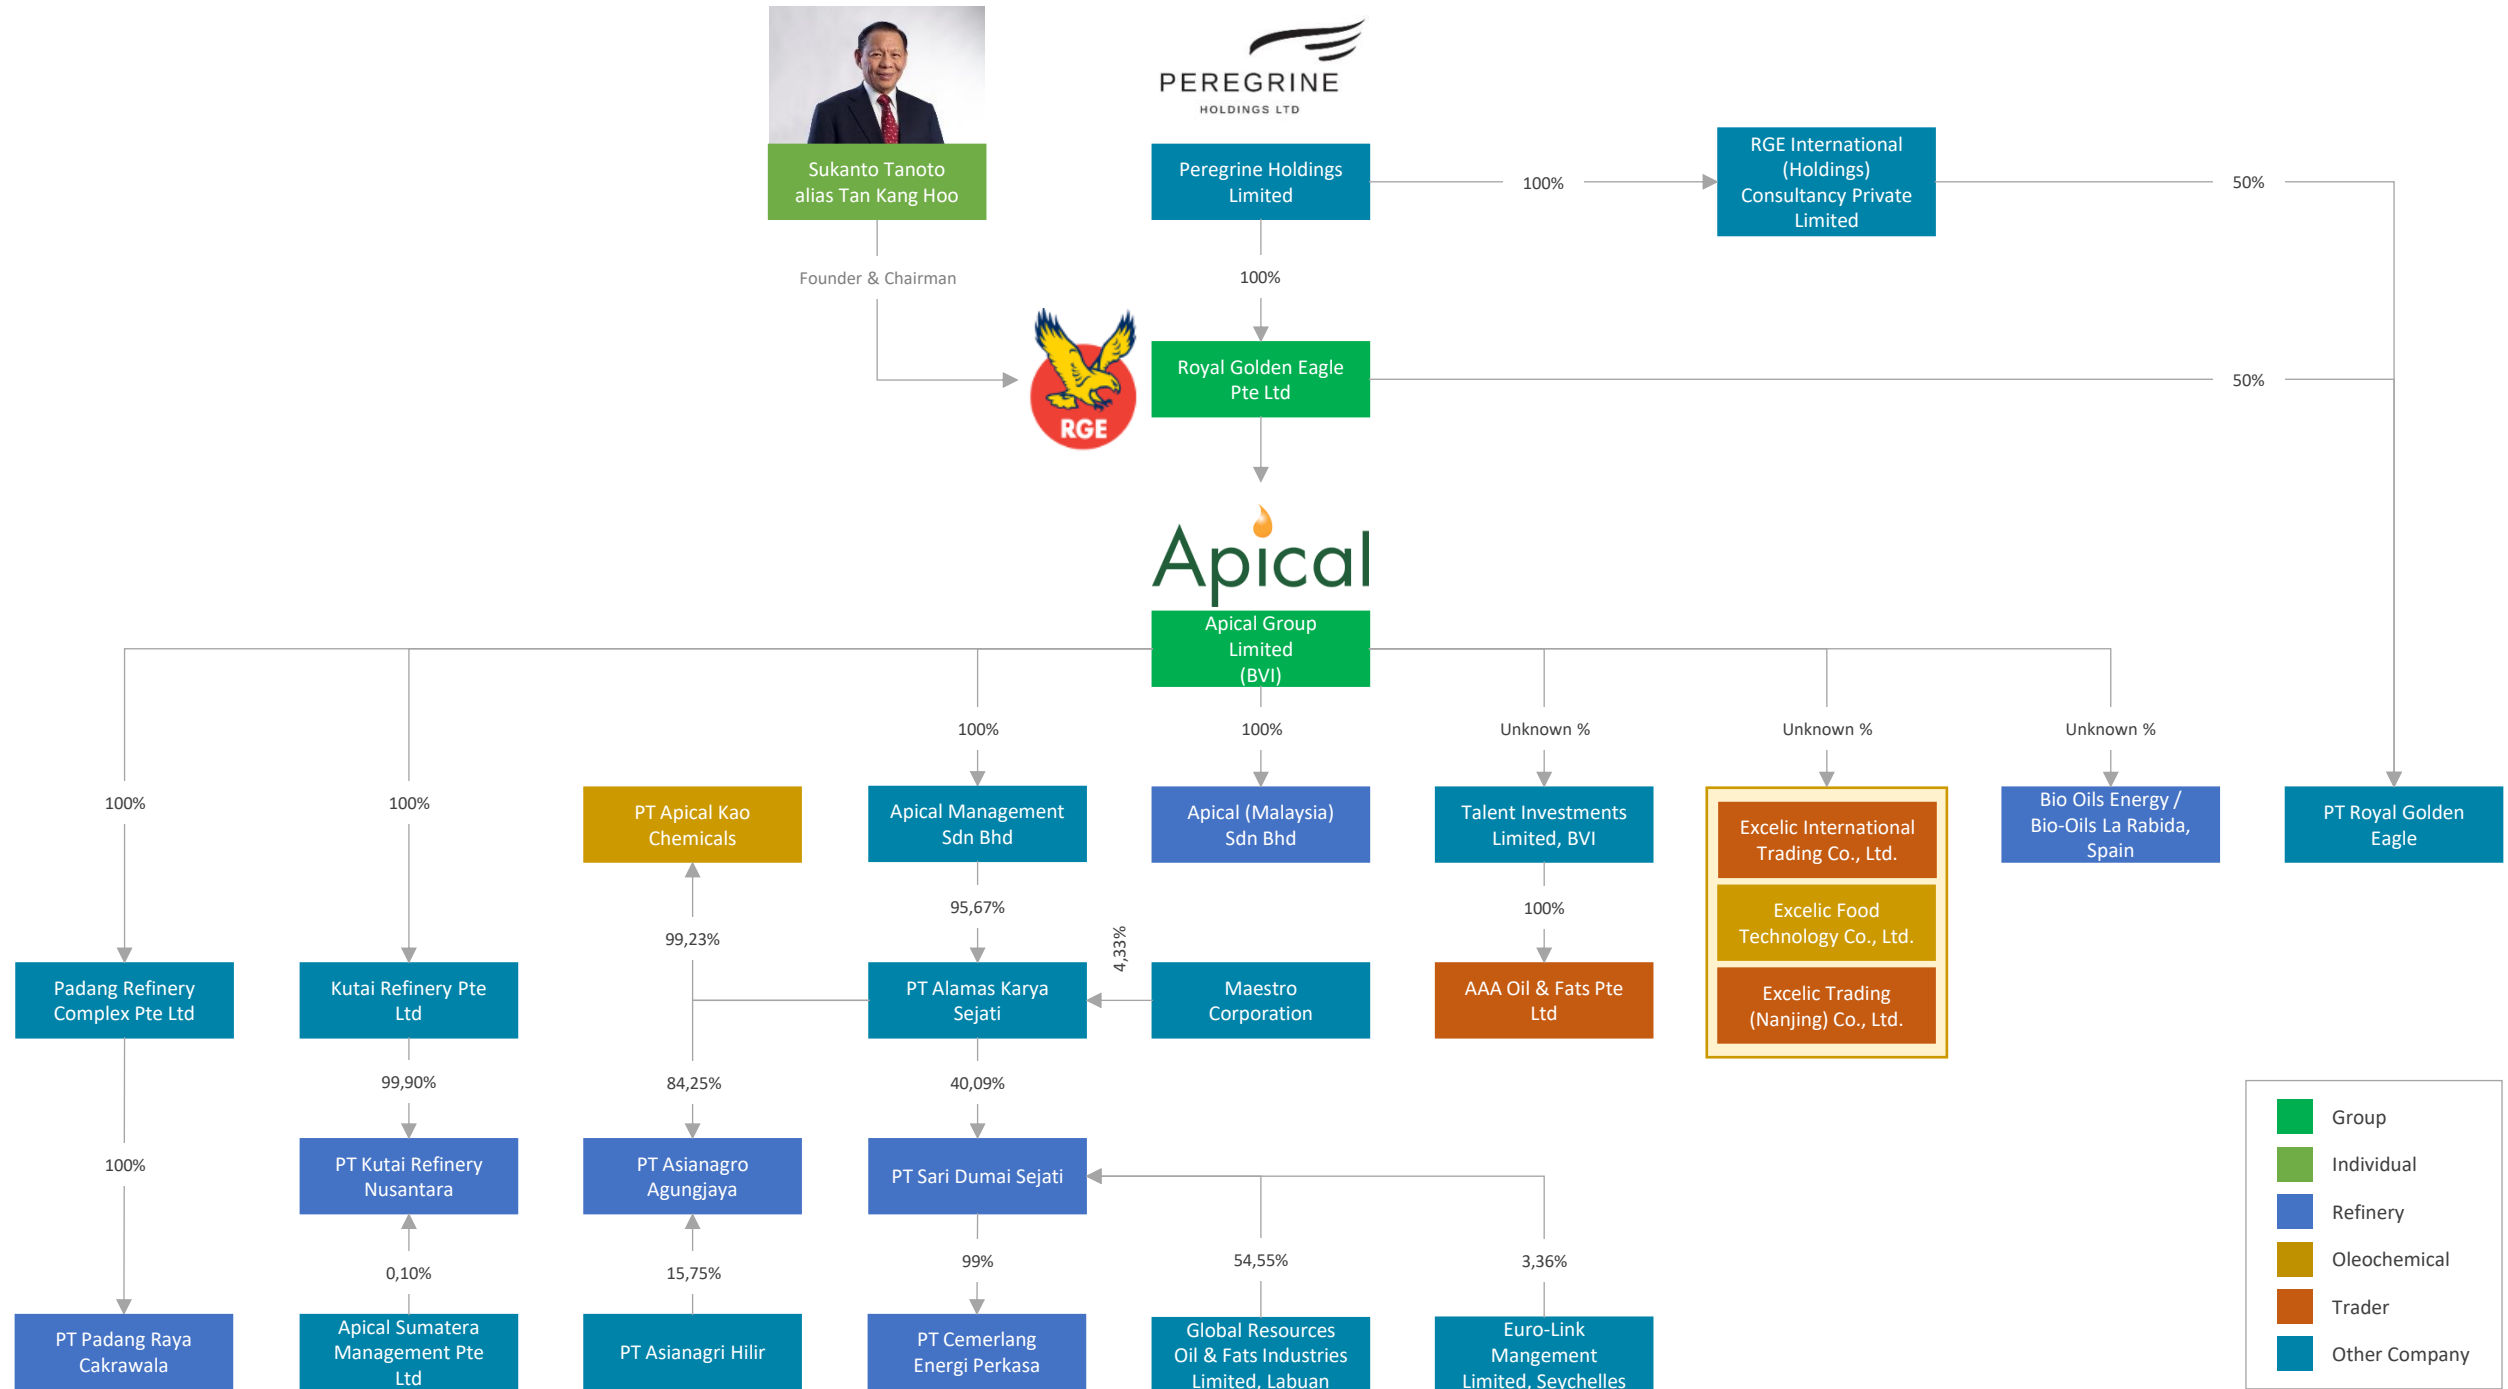 PEREGRINE
HOLDINGS LTD
Sukanto Tanoto
alias Tan Kang Hoo
Peregrine Holdings
Limited
100%
RGE International
(Holdings)
Consultancy Private
Limited
50%
Founder & Chairman
100%
RGE
Royal Golden Eagle
Pte Ltd
50%
Apical
Apical Group
Limited
(BVI)
100%
100%
Unknown %
Unknown %
Unknown %
100%
100%
PT Apical Kao
Chemicals
Apical Management
Sdn Bhd
Apical (Malaysia)
Sdn Bhd
Talent Investments
Limited, BVI
Excelic International
Trading Co., Ltd.
Bio Oils Energy /
Bio-Oils La Rabida,
Spain
PT Royal Golden
Eagle
99,23%
95,67%
4,33%
100%
Excelic Food
Technology Co., Ltd.
Padang Refinery
Complex Pte Ltd
Kutai Refinery Pte
Ltd
PT Alamas Karya
Sejati
Maestro
Corporation
AAA Oil & Fats Pte
Ltd
Excelic Trading
(Nanjing) Co., Ltd.
99,90%
84,25%
40,09%
100%
PT Kutai Refinery
Nusantara
PT Asianagro
Agungjaya
PT Sari Dumai Sejati
0,10%
15,75%
99%
54,55%
3,36%
PT Padang Raya
Cakrawala
Apical Sumatera
Management Pte
Ltd
PT Asianagri Hilir
PT Cemerlang
Energi Perkasa
Global Resources
Oil & Fats Industries
Limited, Labuan
Euro-Link
Mangement
Limited, Seychelles
Group
Individual
Refinery
Oleochemical
Trader
Other Company